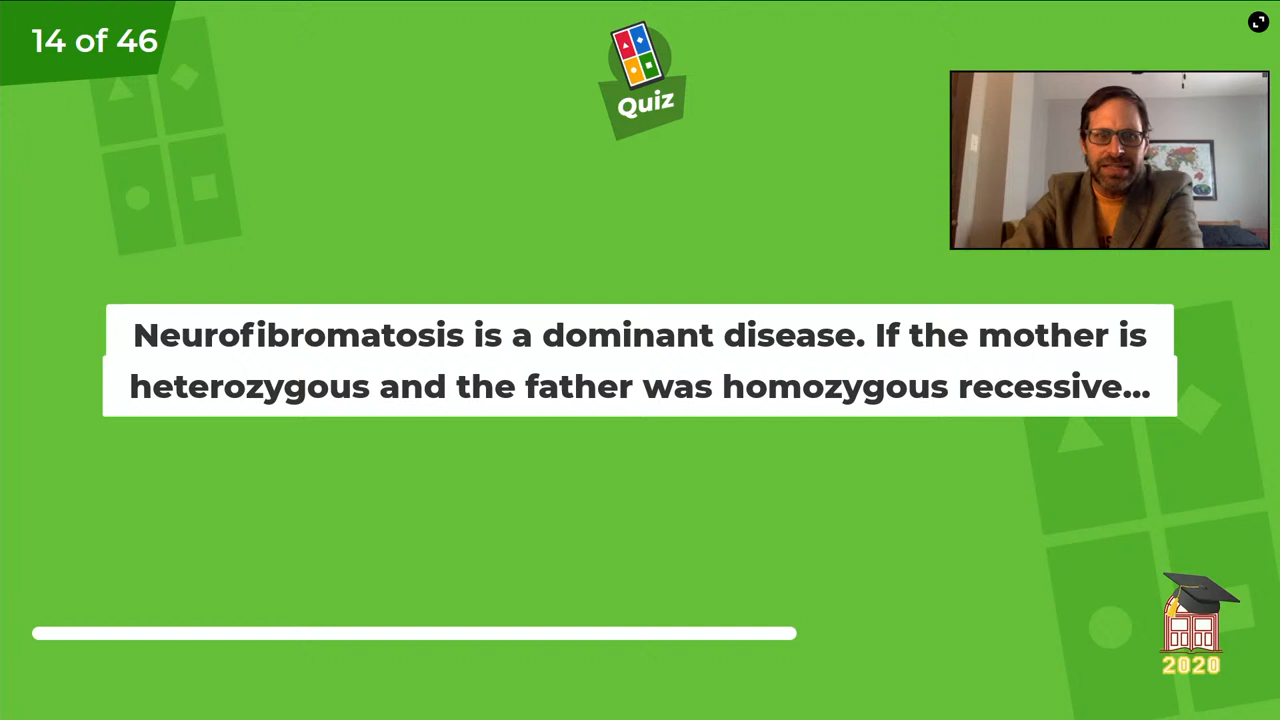 14 of 46
Quiz
Neurofibromatosis is a dominant disease. If the mother is
heterozygous and the father was homozygous recessive...
2020